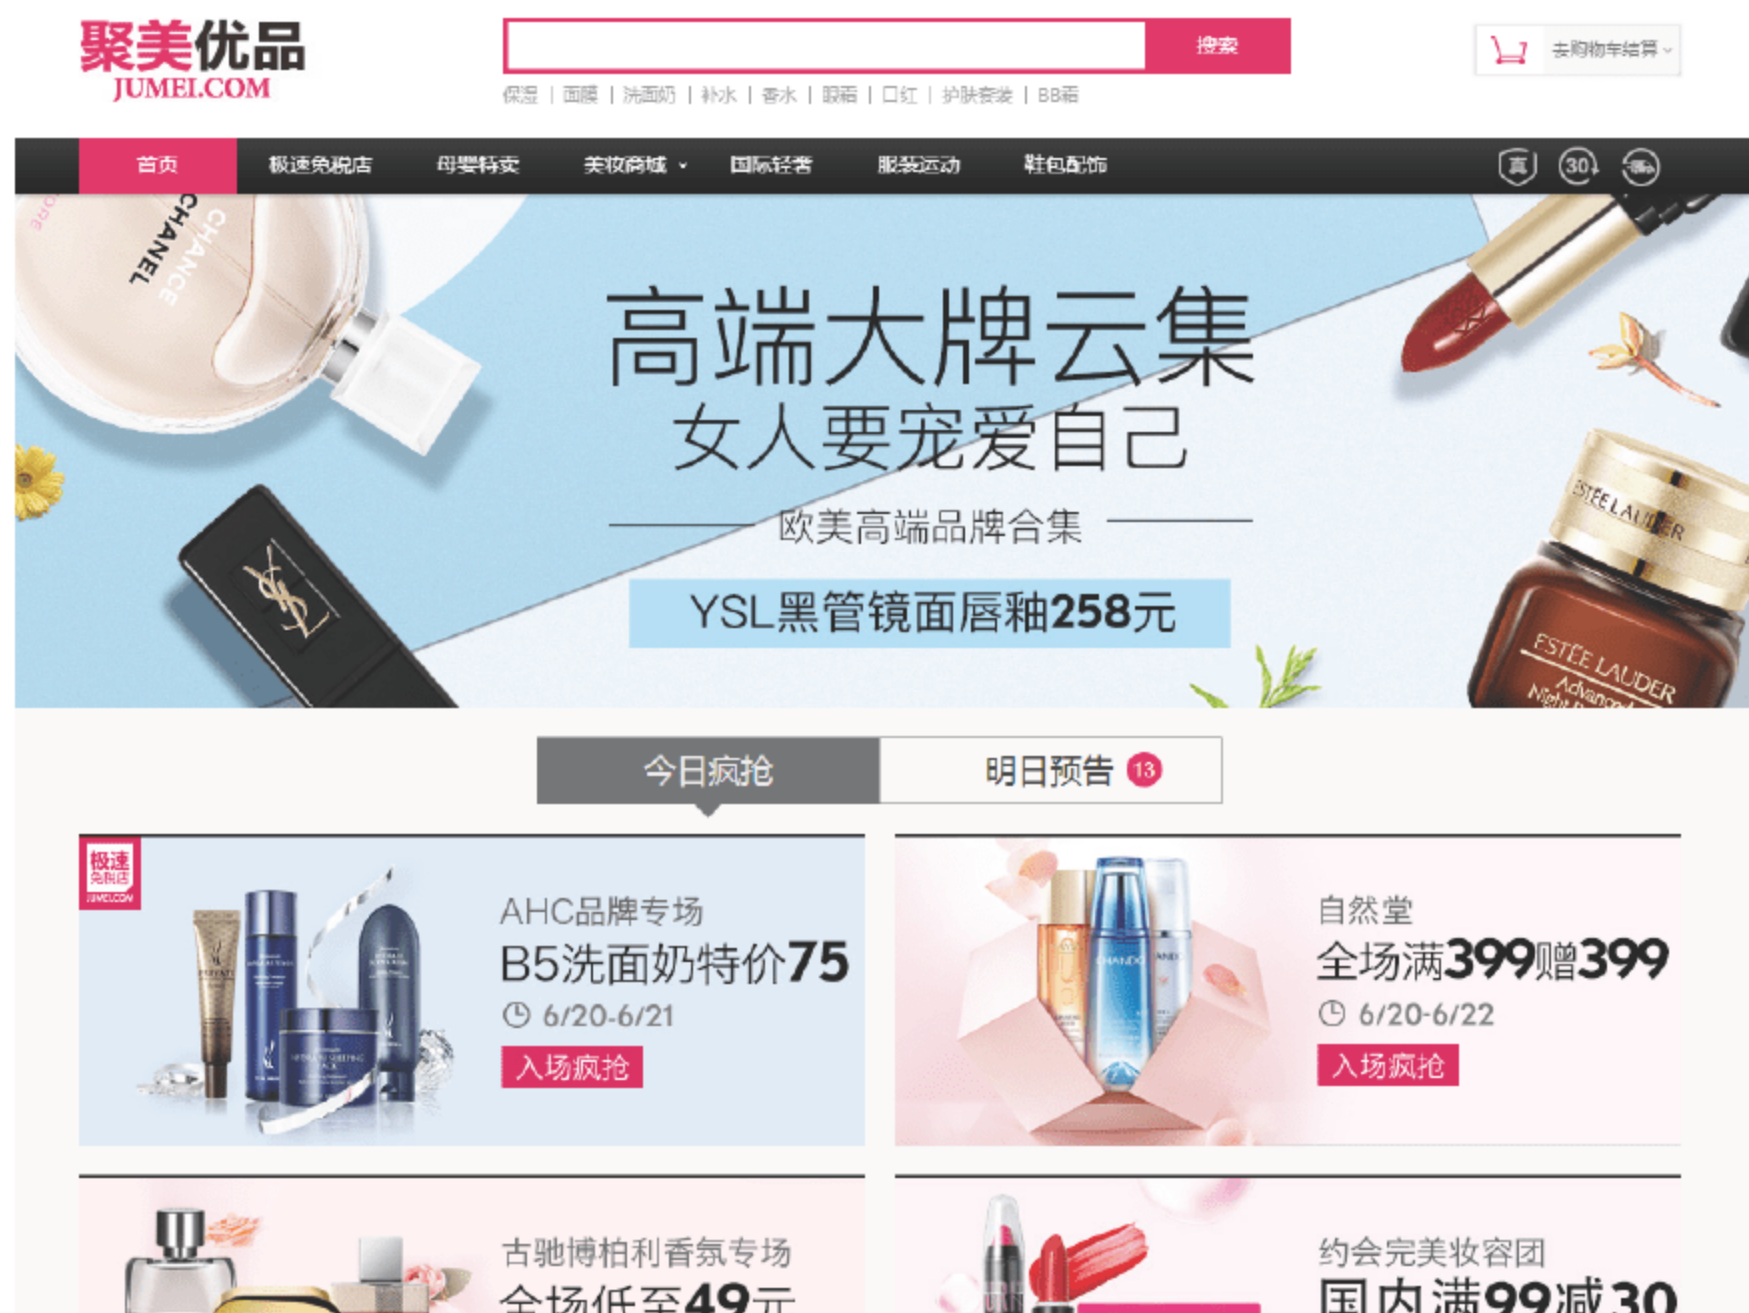 聚美优品
JUMEI.COM
搜索
去购物车结算
保湿 | 面膜 | 洗面奶 | 补水 | 香水 | 眼霜 | 口红 | 护肤套装 | BB霜
首页 极速免税店 母婴特卖 美妆商城 国际轻奢 服装运动 鞋包配饰 真 30
CHANEL
CHANCE
高端大牌云集
女人要宠爱自己
欧美高端品牌合集
YSL黑管镜面唇釉258元
YSL
ESTEE LAUDER
ESTEE LAUDER
Advanced
Night
今日疯抢
明日预告 13
极速
免税店
JUMEI.COM
AHC品牌专场
B5洗面奶特价75
6/20-6/21
入场疯抢
自然堂
全场满399赠399
6/20-6/22
入场疯抢
古驰博柏利香氛专场
全场低至49元
约会完美妆容团
国内满99减30